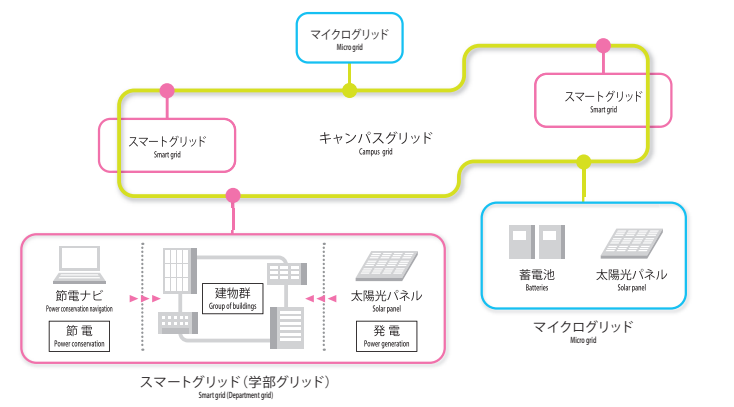 マイクログリッド
Micro grid
スマートグリッド
Smart grid
スマートグリッド
Smart grid
キャンパスグリッド
Campus grid
節電ナビ
Power conservation navigation
節 電
Power conservation
建物群
Group of buildings
太陽光パネル
Solar panel
発 電
Power generation
スマートグリッド（学部グリッド）
Smart grid (Department grid)
蓄電池
Batteries
太陽光パネル
Solar panel
マイクログリッド
Micro grid